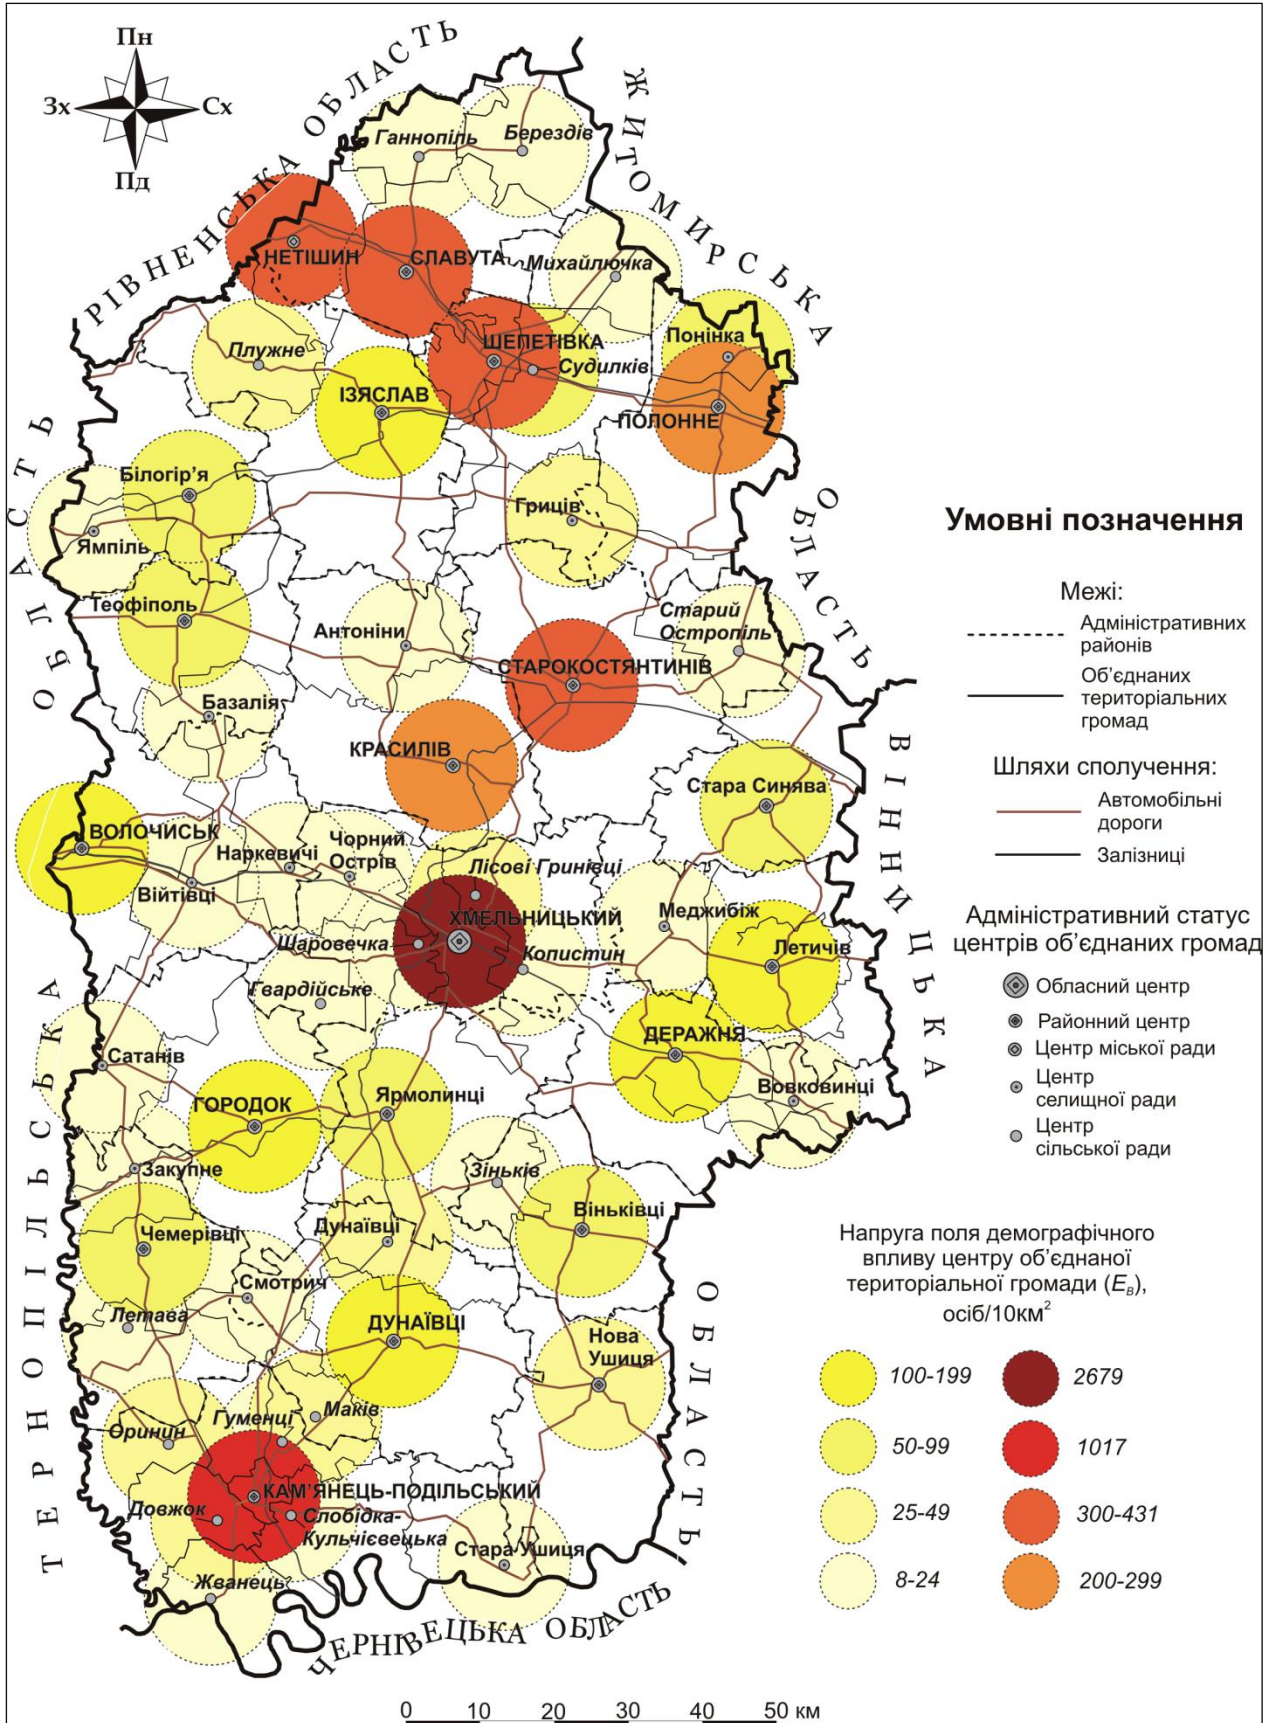 Пн
Зх
Сх
Пд
РІВНЕНСЬКА ОБЛАСТЬ
ЖИТОМИРСЬКА ОБЛАСТЬ
Ганнопіль
Берездів
НЕТІШИН
СЛАВУТА
Михайлючка
Плужне
ШЕПЕТІВКА
Судилків
Понінка
ІЗЯСЛАВ
ПОЛОННЕ
Білогір’я
Гриців
Ямпіль
Теофіполь
Антоніни
Старий
Остропіль
СТАРОКОСТЯНТИНІВ
Базалія
КРАСИЛІВ
Стара Синява
ВОЛОЧИСЬК
Наркевичі
Чорний
Острів
Лісові Гринівці
Війтівці
ХМЕЛЬНИЦЬКИЙ
Меджибіж
Шаровечка
Копистин
Летичів
Гвардійське
ДЕРАЖНЯ
Сатанів
Вовковинці
ГОРОДОК
Ярмолинці
Закупне
Зіньків
Чемерівці
Дунаївці
Віньківці
Смотрич
Летава
ДУНАЇВЦІ
Нова
Ушиця
Гуменці
Маків
Оринин
КАМ’ЯНЕЦЬ-ПОДІЛЬСЬКИЙ
Довжок
Слобідка-
Кульчієвецька
Стара Ушиця
Жванець
ТЕРНОПІЛЬСЬКА ОБЛАСТЬ
ВІННИЦЬКА ОБЛАСТЬ
ЧЕРНІВЕЦЬКА ОБЛАСТЬ
0 10 20 30 40 50 км
Умовні позначення
Межі:
Адміністративних
районів
Об’єднаних
територіальних
громад
Шляхи сполучення:
Автомобільні
дороги
Залізниці
Адміністративний статус
центрів об’єднаних громад
Обласний центр
Районний центр
Центр міської ради
Центр
селищної ради
Центр
сільської ради
Напруга поля демографічного
впливу центру об’єднаної
територіальної громади (Eв),
осіб/10км²
100-199
2679
50-99
1017
25-49
300-431
8-24
200-299